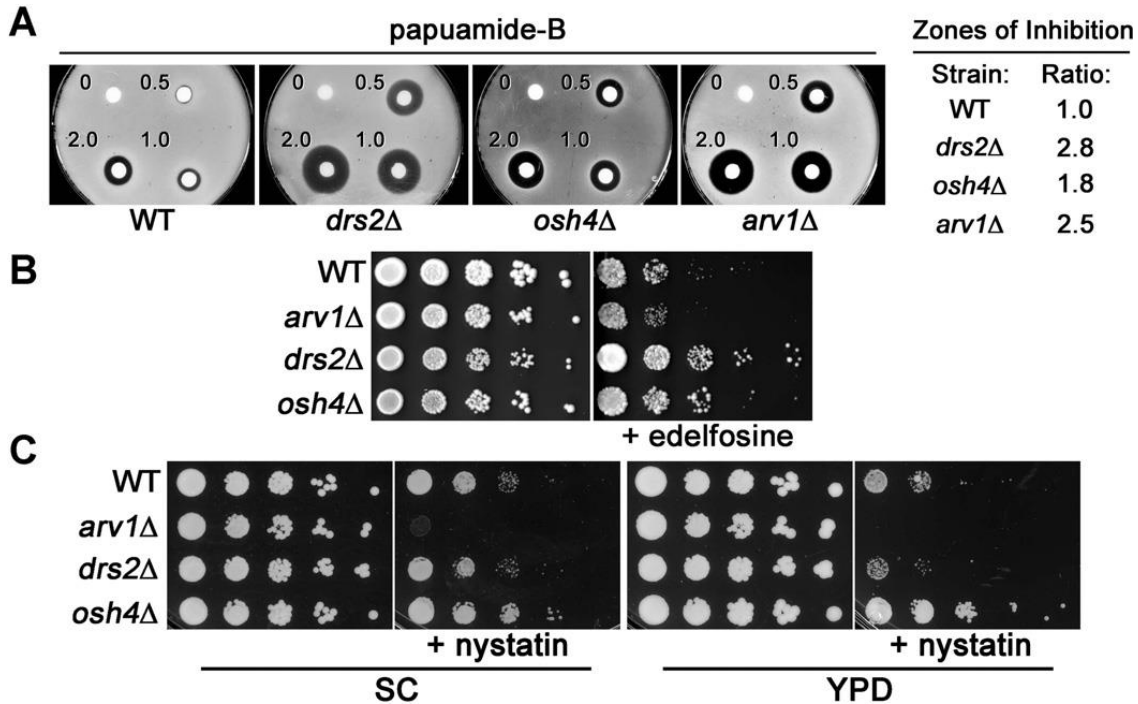 A
papuamide-B
0 0.5
2.0 1.0
WT
0 0.5
2.0 1.0
drs2Δ
0 0.5
2.0 1.0
osh4Δ
0 0.5
2.0 1.0
arv1Δ
Zones of Inhibition
Strain: Ratio:
WT 1.0
drs2Δ 2.8
osh4Δ 1.8
arv1Δ 2.5
B
WT
arv1Δ
drs2Δ
osh4Δ
+ edelfosine
C
WT
arv1Δ
drs2Δ
osh4Δ
+ nystatin
+ nystatin
SC
YPD